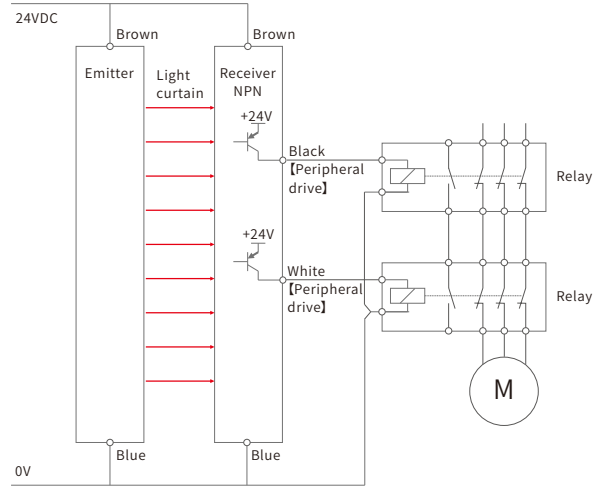 24VDC
Brown
Brown
Emitter
Light
curtain
Receiver
NPN
+24V
Black
【Peripheral
drive】
Relay
+24V
White
【Peripheral
drive】
Relay
M
Blue
Blue
0V